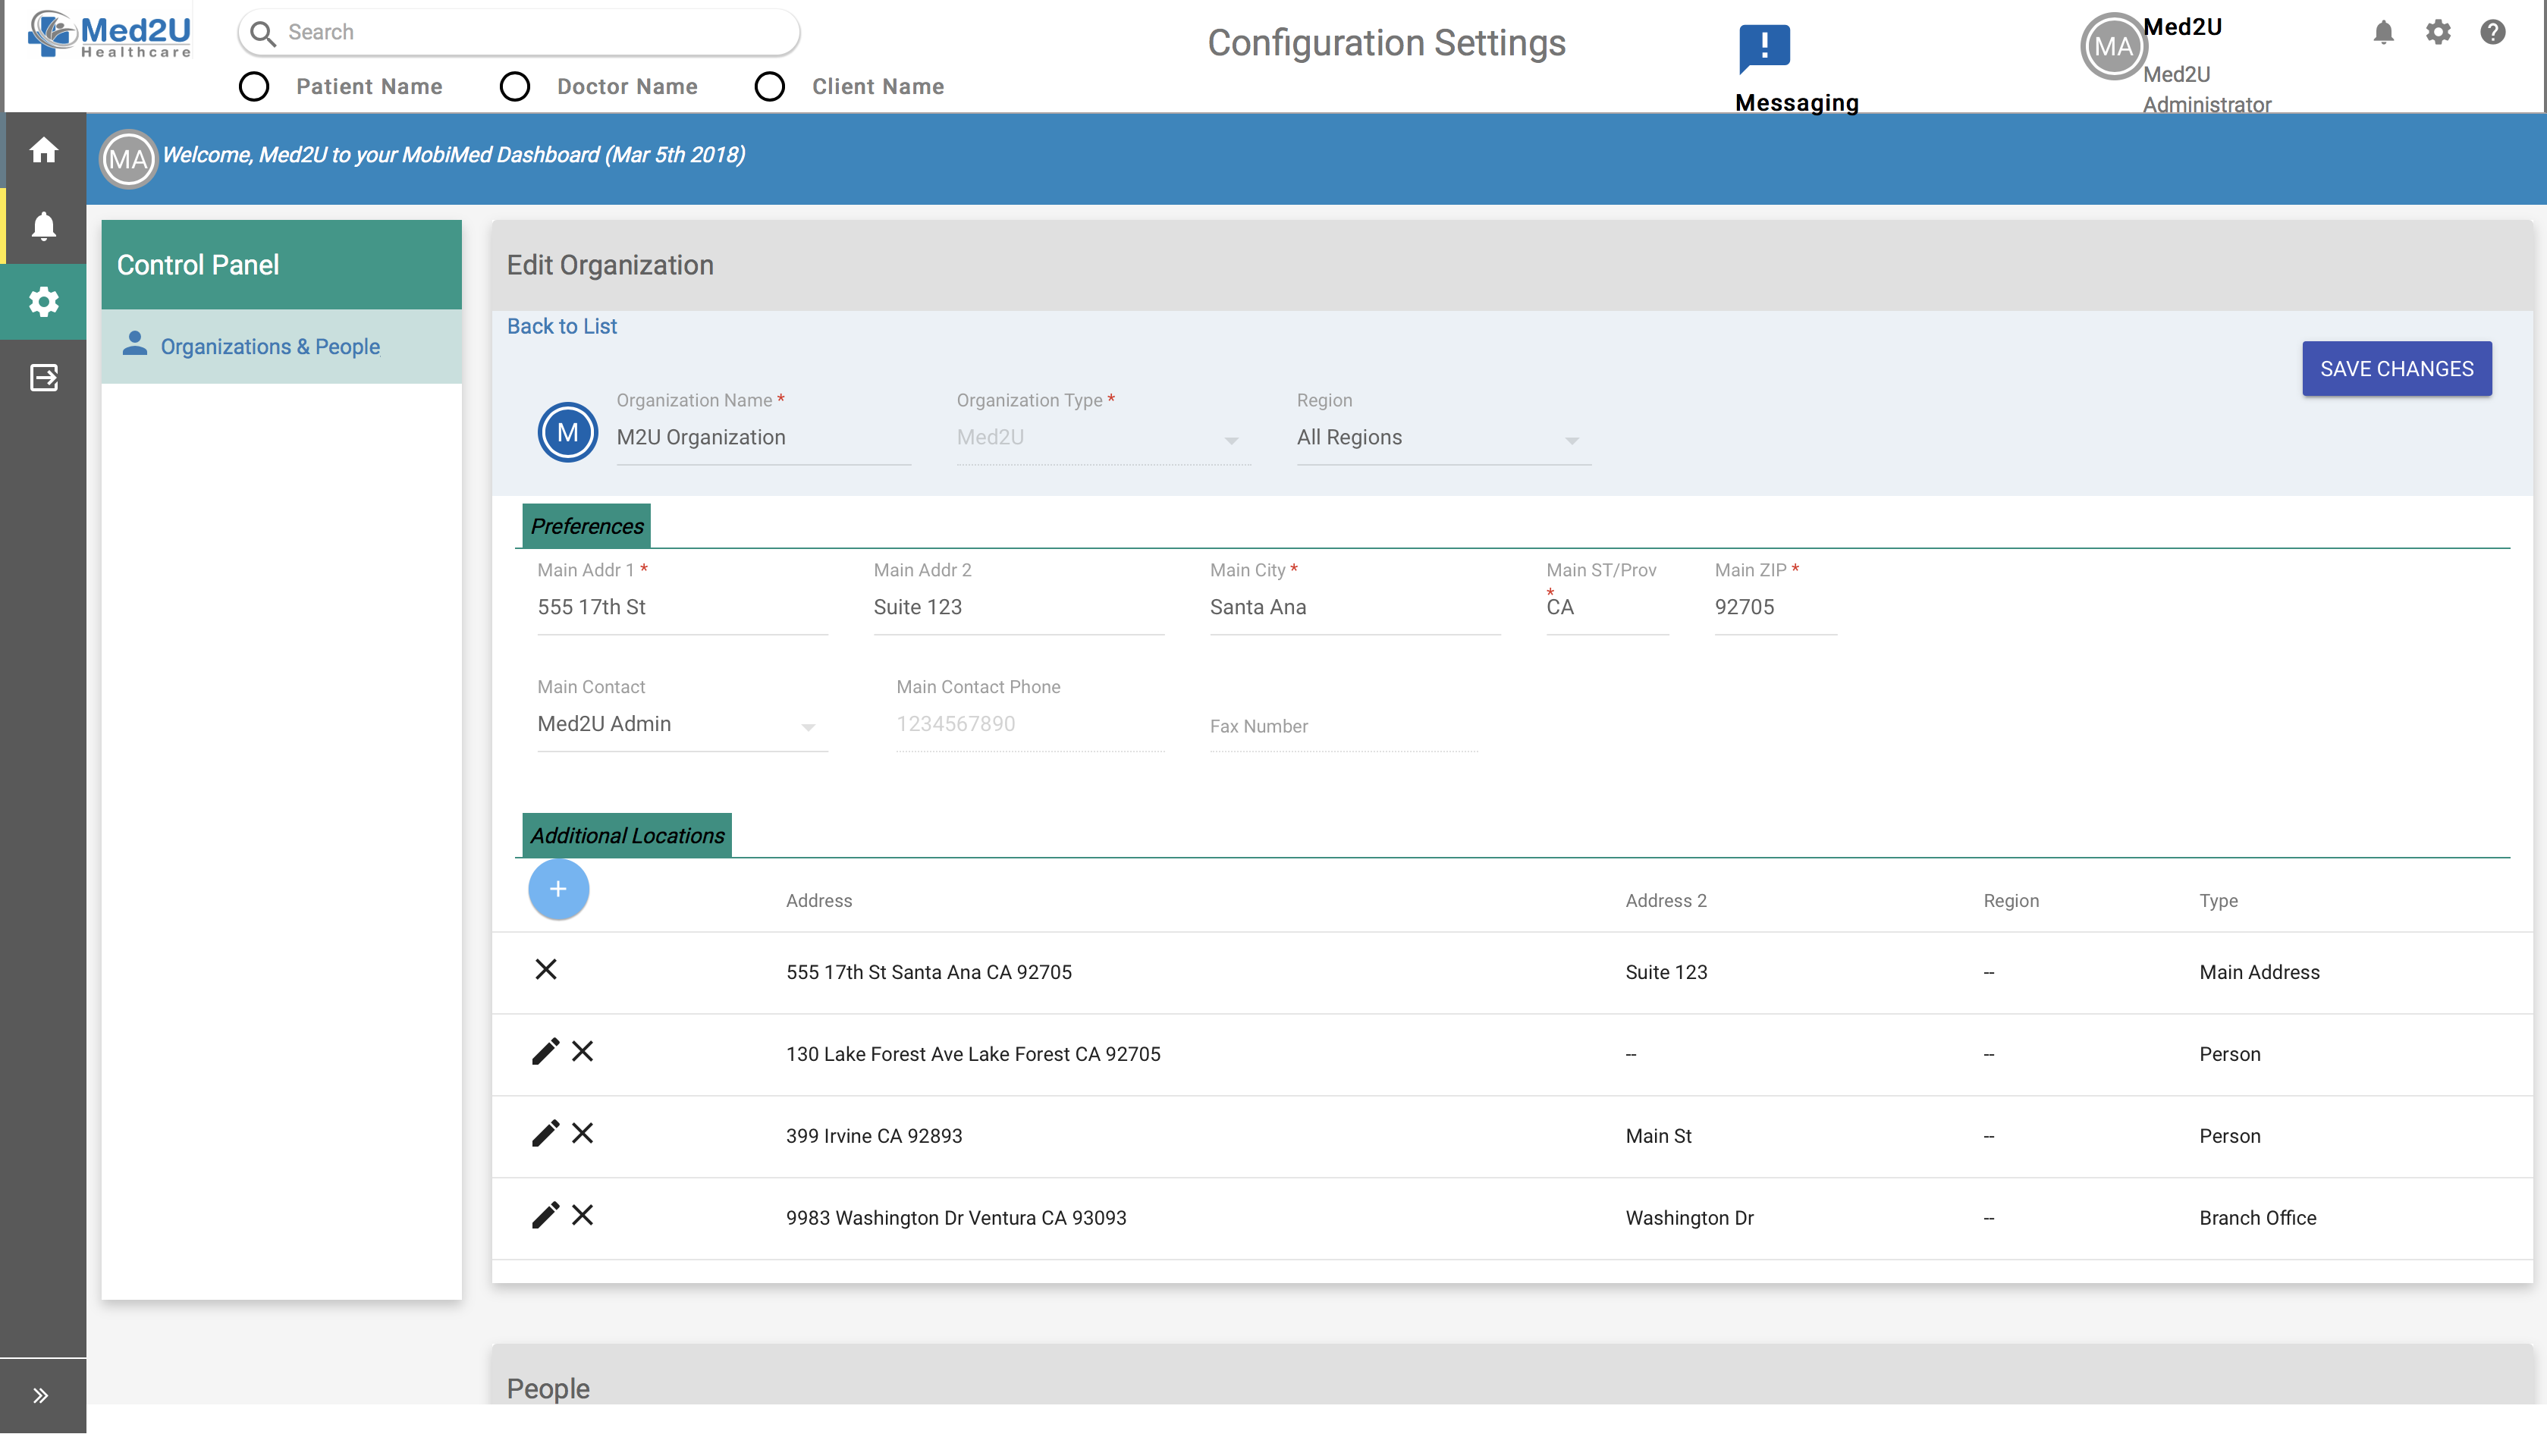 Med2U
Healthcare
Search
Patient Name
Doctor Name
Client Name
Configuration Settings
!
Messaging
MA
Med2U
Med2U
Administrator
?
MA
Welcome, Med2U to your MobiMed Dashboard (Mar 5th 2018)
Control Panel
Organizations & People
Edit Organization
Back to List
SAVE CHANGES
M
Organization Name *
M2U Organization
Organization Type *
Med2U
Region
All Regions
Preferences
Main Addr 1 *
555 17th St
Main Addr 2
Suite 123
Main City *
Santa Ana
Main ST/Prov
*
CA
Main ZIP *
92705
Main Contact
Med2U Admin
Main Contact Phone
1234567890
Fax Number
Additional Locations
+
Address Address 2 Region Type
555 17th St Santa Ana CA 92705 Suite 123 -- Main Address
130 Lake Forest Ave Lake Forest CA 92705 -- -- Person
399 Irvine CA 92893 Main St -- Person
9983 Washington Dr Ventura CA 93093 Washington Dr -- Branch Office
People